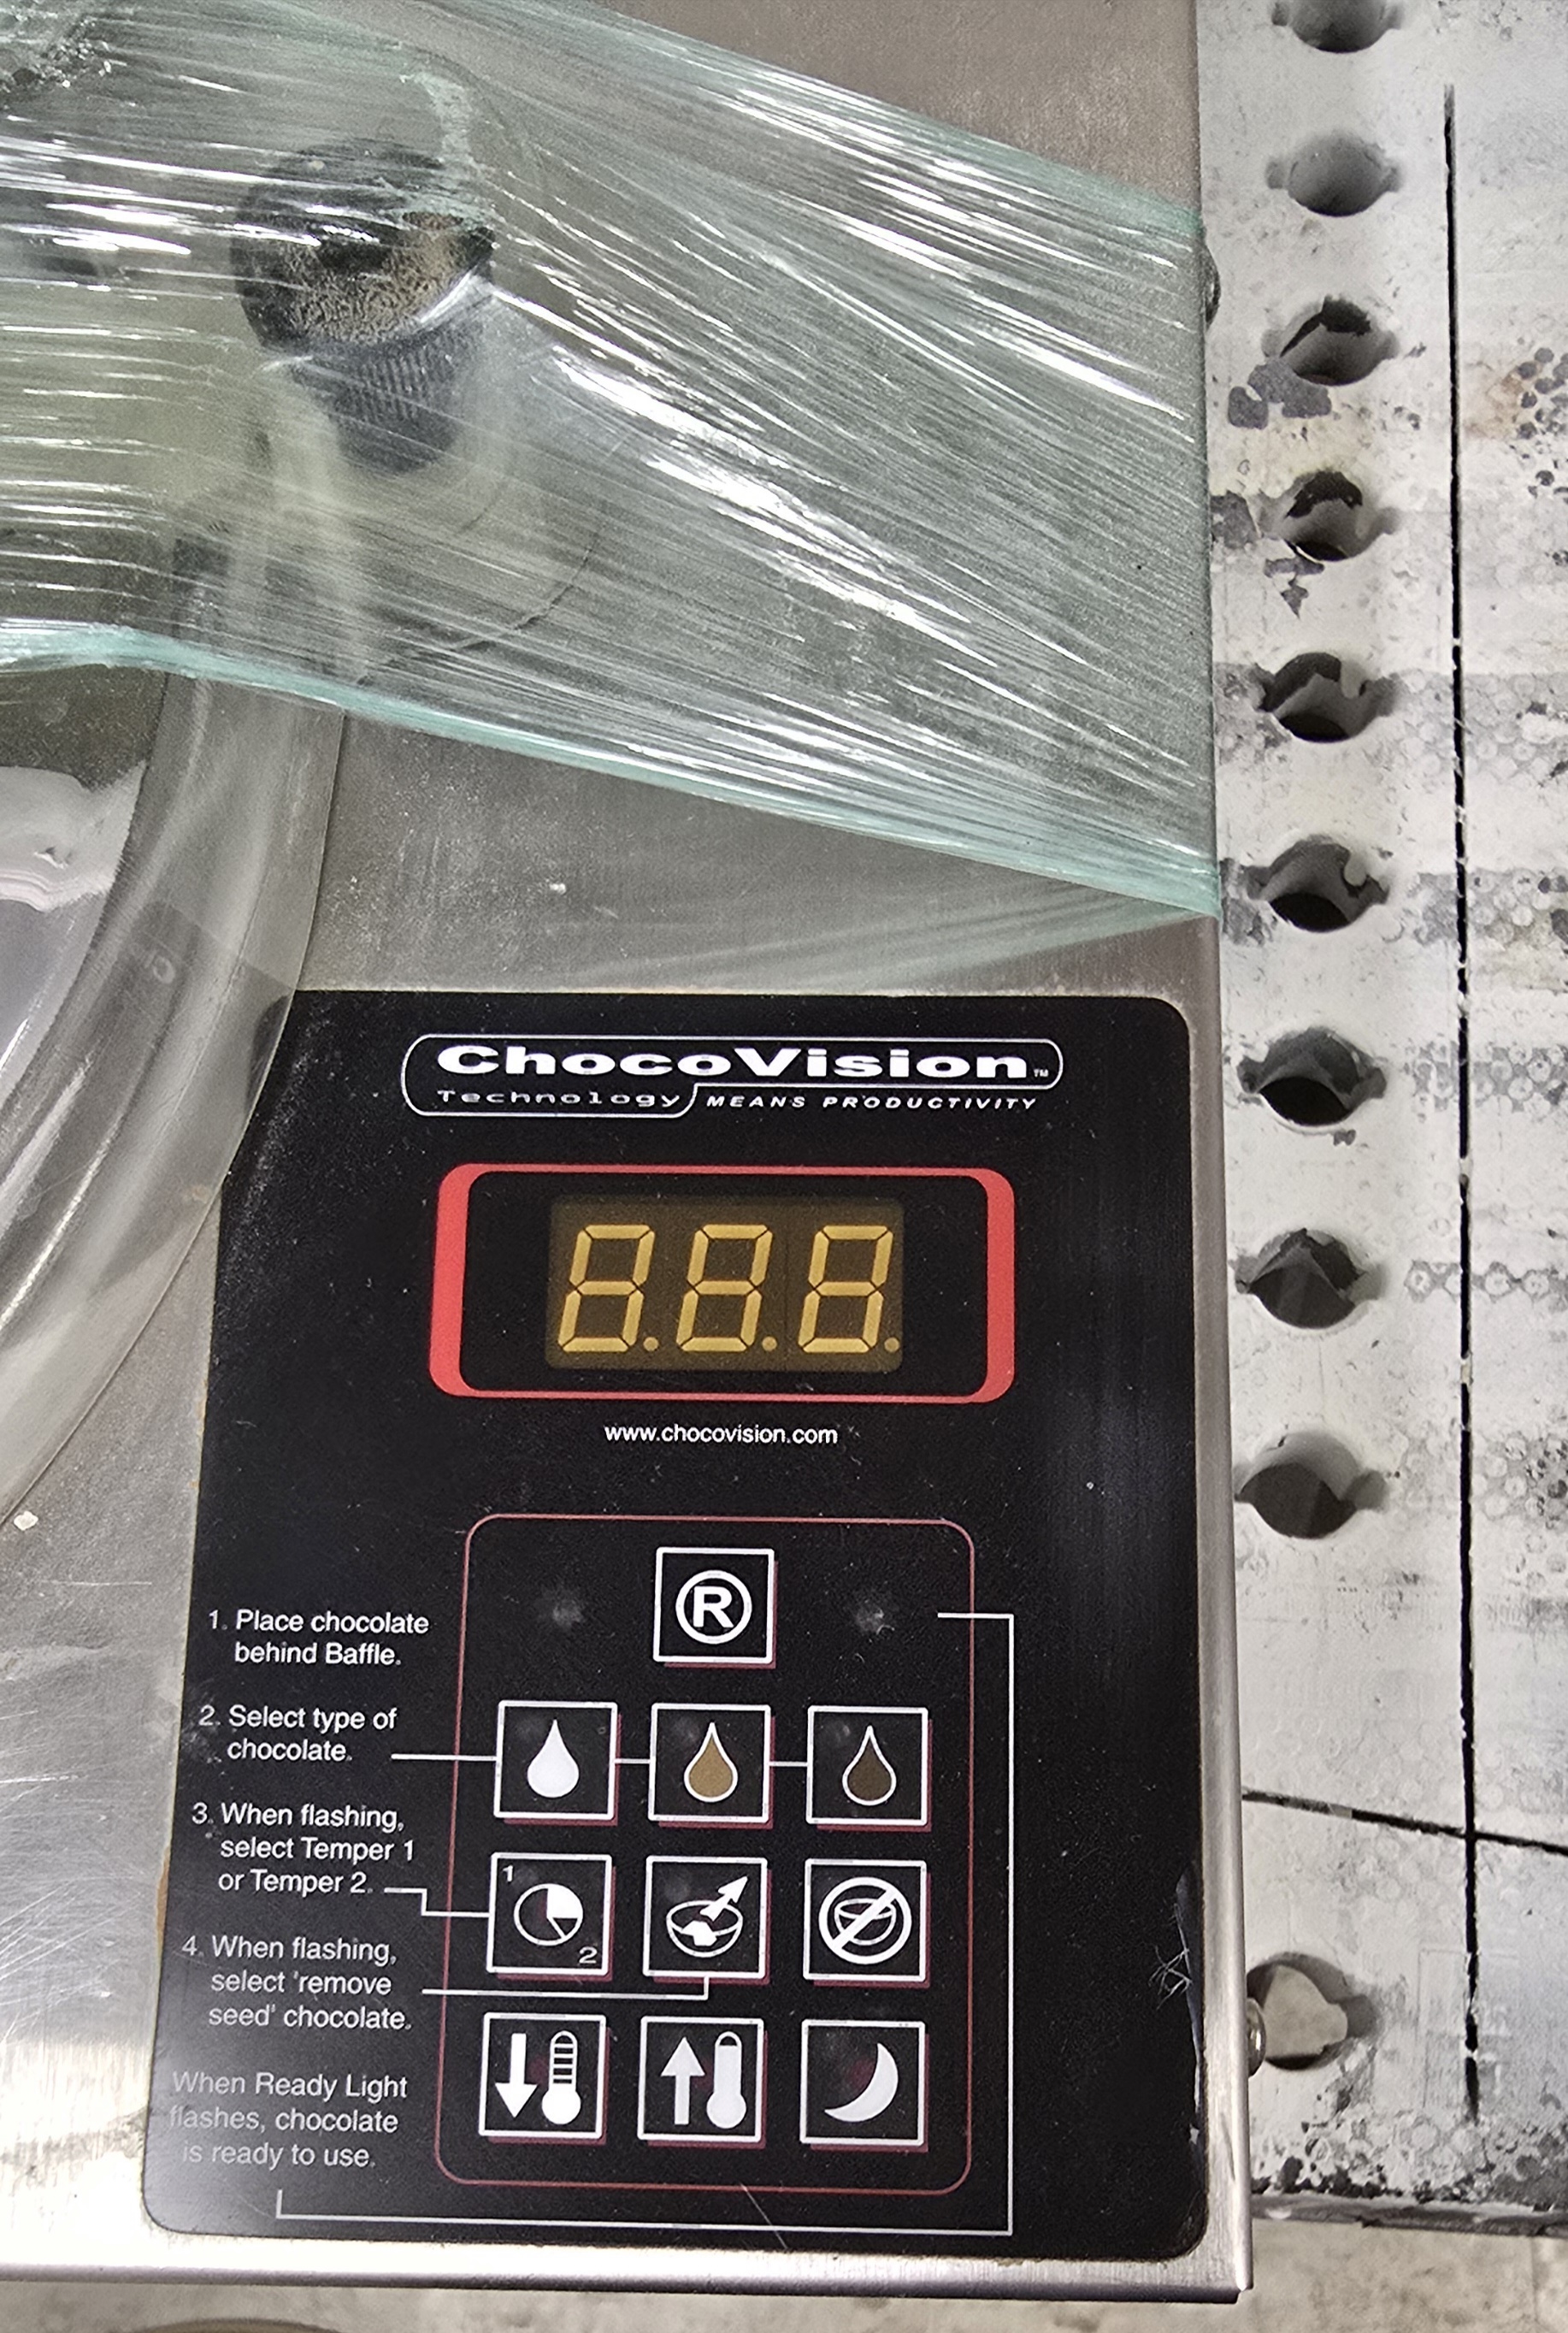 ChocoVision™
Technology MEANS PRODUCTIVITY
8.8.8.
www.chocovision.com
®
1. Place chocolate
behind Baffle.
2. Select type of
chocolate.
3. When flashing,
select Temper 1
or Temper 2.
1
2
4. When flashing,
select 'remove
seed' chocolate.
When Ready Light
flashes, chocolate
is ready to use.